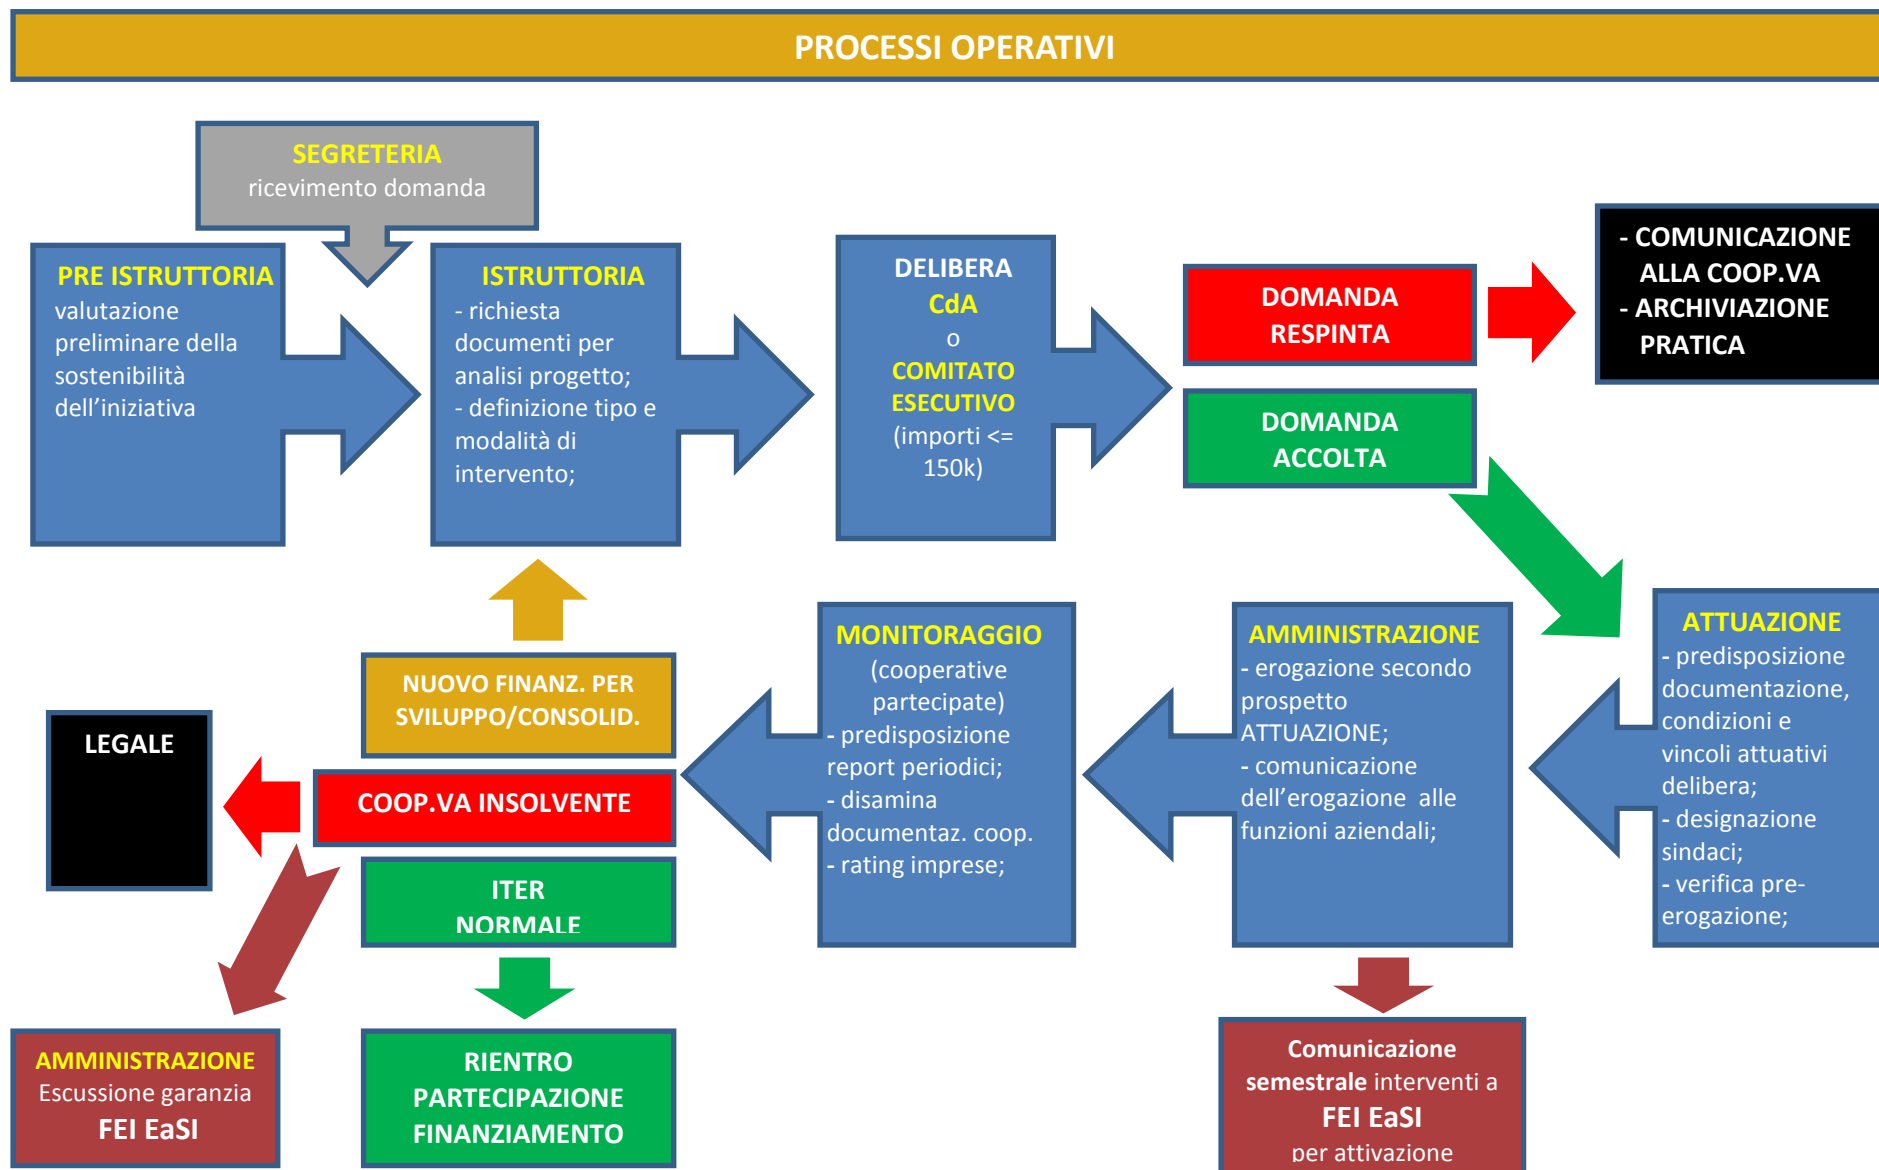 PROCESSI OPERATIVI
SEGRETERIA
ricevimento domanda
PRE ISTRUTTORIA
valutazione
preliminare della
sostenibilità
dell’iniziativa
ISTRUTTORIA
- richiesta
documenti per
analisi progetto;
- definizione tipo e
modalità di
intervento;
DELIBERA
CdA
o
COMITATO
ESECUTIVO
(importi <=
150k)
DOMANDA
RESPINTA
- COMUNICAZIONE
ALLA COOP.VA
- ARCHIVIAZIONE
PRATICA
DOMANDA
ACCOLTA
ATTUAZIONE
- predisposizione
documentazione,
condizioni e
vincoli attuativi
delibera;
- designazione
sindaci;
- verifica pre-
erogazione;
AMMINISTRAZIONE
- erogazione secondo
prospetto
ATTUAZIONE;
- comunicazione
dell’erogazione alle
funzioni aziendali;
MONITORAGGIO
(cooperative
partecipate)
- predisposizione
report periodici;
- disamina
documentaz. coop.
- rating imprese;
NUOVO FINANZ. PER
SVILUPPO/CONSOLID.
COOP.VA INSOLVENTE
LEGALE
ITER
NORMALE
AMMINISTRAZIONE
Escussione garanzia
FEI EaSI
RIENTRO
PARTECIPAZIONE
FINANZIAMENTO
Comunicazione
semestrale interventi a
FEI EaSI
per attivazione